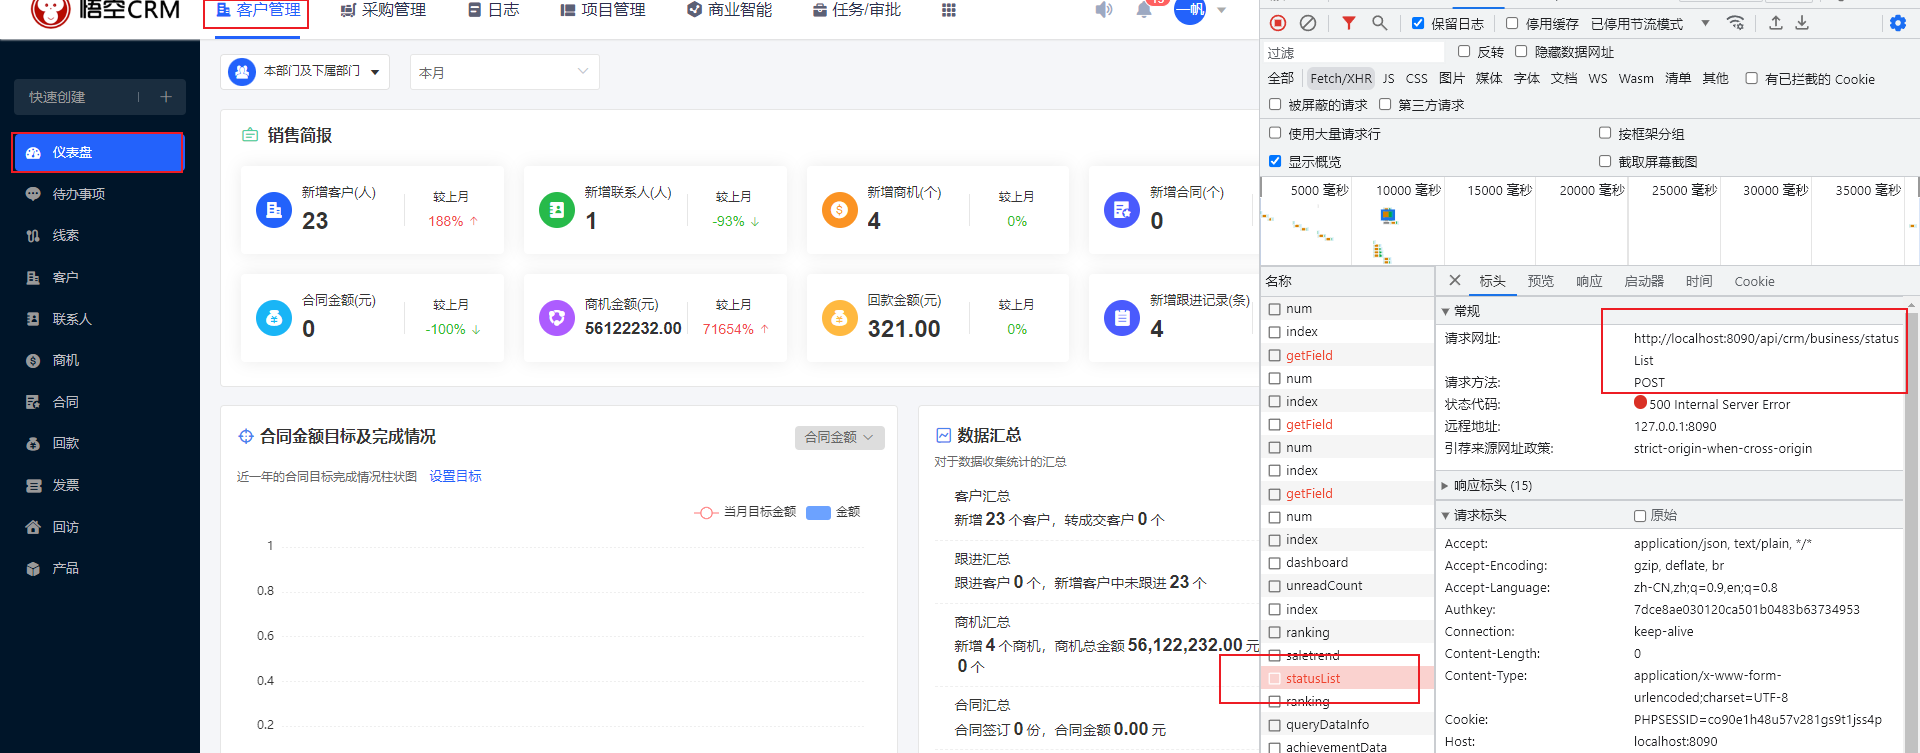 悟空CRM
客户管理
采购管理
日志
项目管理
商业智能
任务/审批
一帆
快速创建
仪表盘
待办事项
线索
客户
联系人
商机
合同
回款
发票
回访
产品
本部门及下属部门
本月
销售简报
新增客户(人)
23
较上月
188% ↑
新增联系人(人)
1
较上月
-93% ↓
新增商机(个)
4
较上月
0%
新增合同(个)
0
合同金额(元)
0
较上月
-100% ↓
商机金额(元)
56122232.00
较上月
71654% ↑
回款金额(元)
321.00
较上月
0%
新增跟进记录(条)
4
合同金额目标及完成情况
合同金额
近一年的合同目标完成情况柱状图 设置目标
当月目标金额 金额
1
0.8
0.6
0.4
0.2
数据汇总
对于数据收集统计的汇总
客户汇总
新增 23 个客户，转成交客户 0 个
跟进汇总
跟进客户 0 个，新增客户中未跟进 23 个
商机汇总
新增 4 个商机，商机总金额 56,122,232.00 元
0 个
合同汇总
合同签订 0 份，合同金额 0.00 元
保留日志
停用缓存
已停用节流模式
过滤
反转
隐藏数据网址
全部 Fetch/XHR JS CSS 图片 媒体 字体 文档 WS Wasm 清单 其他
有已拦截的 Cookie
被屏蔽的请求
第三方请求
使用大量请求行
按框架分组
显示概览
截取屏幕截图
5000 毫秒
10000 毫秒
15000 毫秒
20000 毫秒
25000 毫秒
30000 毫秒
35000 毫秒
名称
num
index
getField
num
index
getField
num
index
getField
num
index
dashboard
unreadCount
index
ranking
saletrend
statusList
ranking
queryDataInfo
achievementData
标头
预览
响应
启动器
时间
Cookie
常规
请求网址:
http://localhost:8090/api/crm/business/status
List
请求方法:
POST
状态代码:
500 Internal Server Error
远程地址:
127.0.0.1:8090
引荐来源网址政策:
strict-origin-when-cross-origin
响应标头 (15)
请求标头
原始
Accept:
application/json, text/plain, */*
Accept-Encoding:
gzip, deflate, br
Accept-Language:
zh-CN,zh;q=0.9,en;q=0.8
Authkey:
7dce8ae030120ca501b0483b63734953
Connection:
keep-alive
Content-Length:
0
Content-Type:
application/x-www-form-
urlencoded;charset=UTF-8
Cookie:
PHPSESSID=co90e1h48u57v281gs9t1jss4p
Host:
localhost:8090